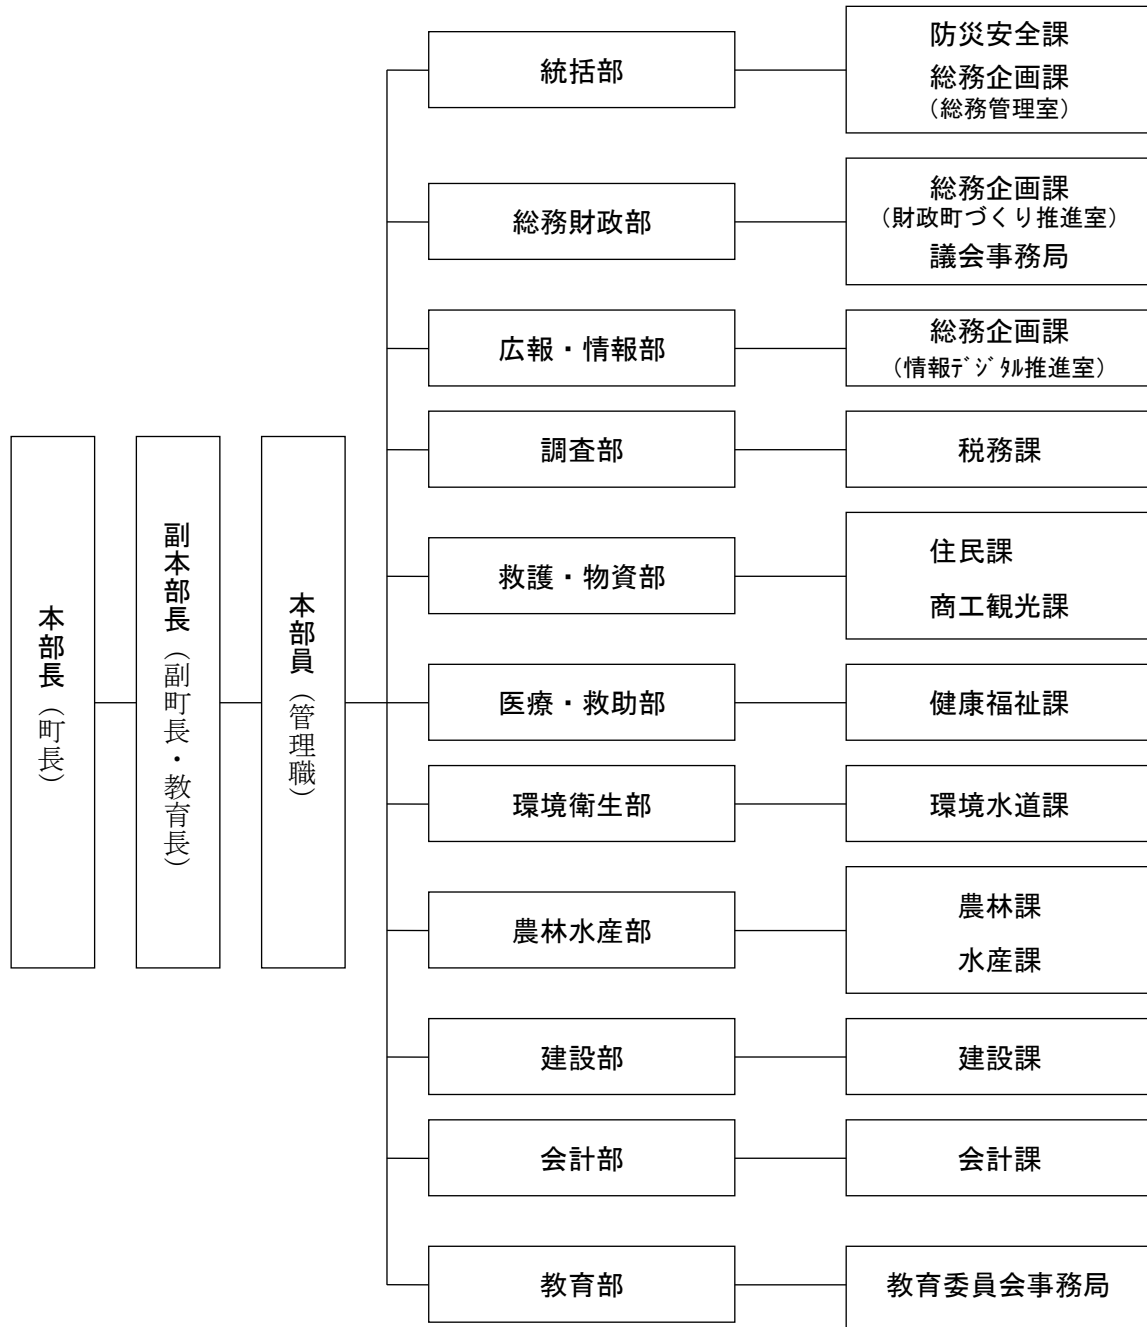 本部長（町長）
副本部長（副町長・教育長）
本部員（管理職）
統括部
防災安全課
総務企画課
（総務管理室）
総務財政部
総務企画課
（財政町づくり推進室）
議会事務局
広報・情報部
総務企画課
（情報ﾃﾞｼﾞﾀﾙ推進室）
調査部
税務課
救護・物資部
住民課
商工観光課
医療・救助部
健康福祉課
環境衛生部
環境水道課
農林水産部
農林課
水産課
建設部
建設課
会計部
会計課
教育部
教育委員会事務局